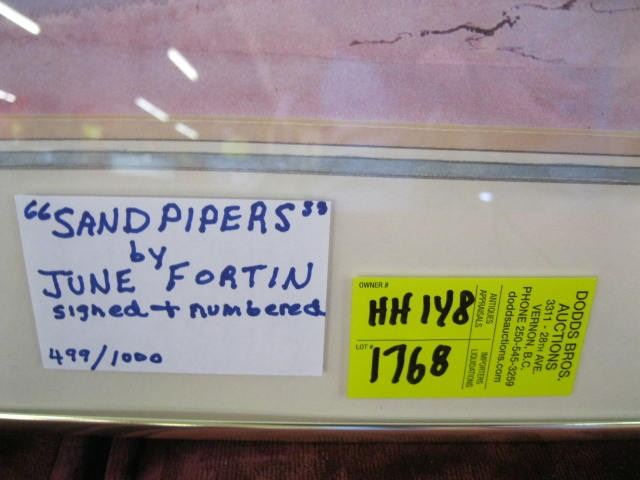 “SANDPIPERS”
by
JUNE FORTIN
signed + numbered
499/1000
OWNER #
HH 148
LOT #
1768
ANTIQUES
APPRAISALS
IMPORTERS
LIQUIDATIONS
DODDS BROS.
AUCTIONS
3311 - 28TH AVE.
VERNON, B.C.
PHONE 250-545-3259
doddsauctions.com